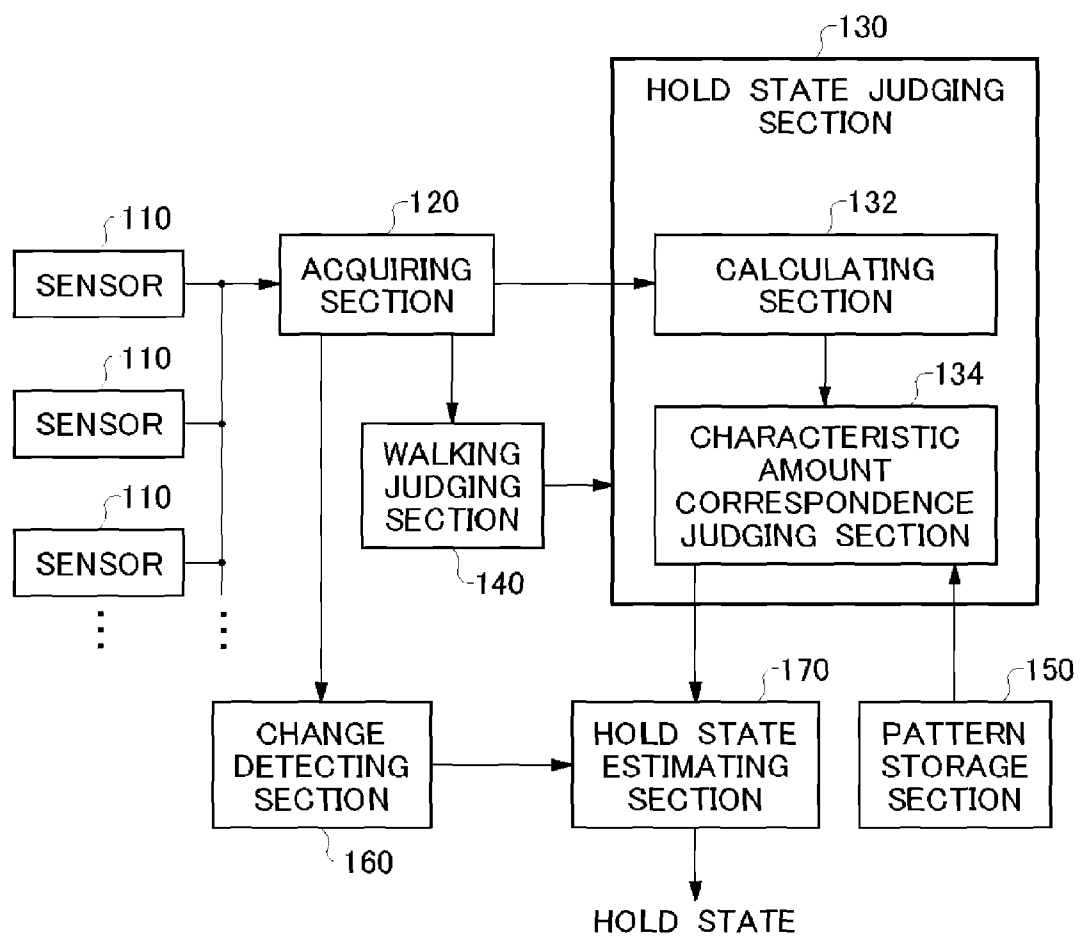 130
HOLD STATE JUDGING
SECTION
110
SENSOR
120
ACQUIRING
SECTION
132
CALCULATING
SECTION
110
SENSOR
134
CHARACTERISTIC
AMOUNT
CORRESPONDENCE
JUDGING SECTION
WALKING
JUDGING
SECTION
140
110
SENSOR
170
150
CHANGE
DETECTING
SECTION
160
HOLD STATE
ESTIMATING
SECTION
PATTERN
STORAGE
SECTION
HOLD STATE